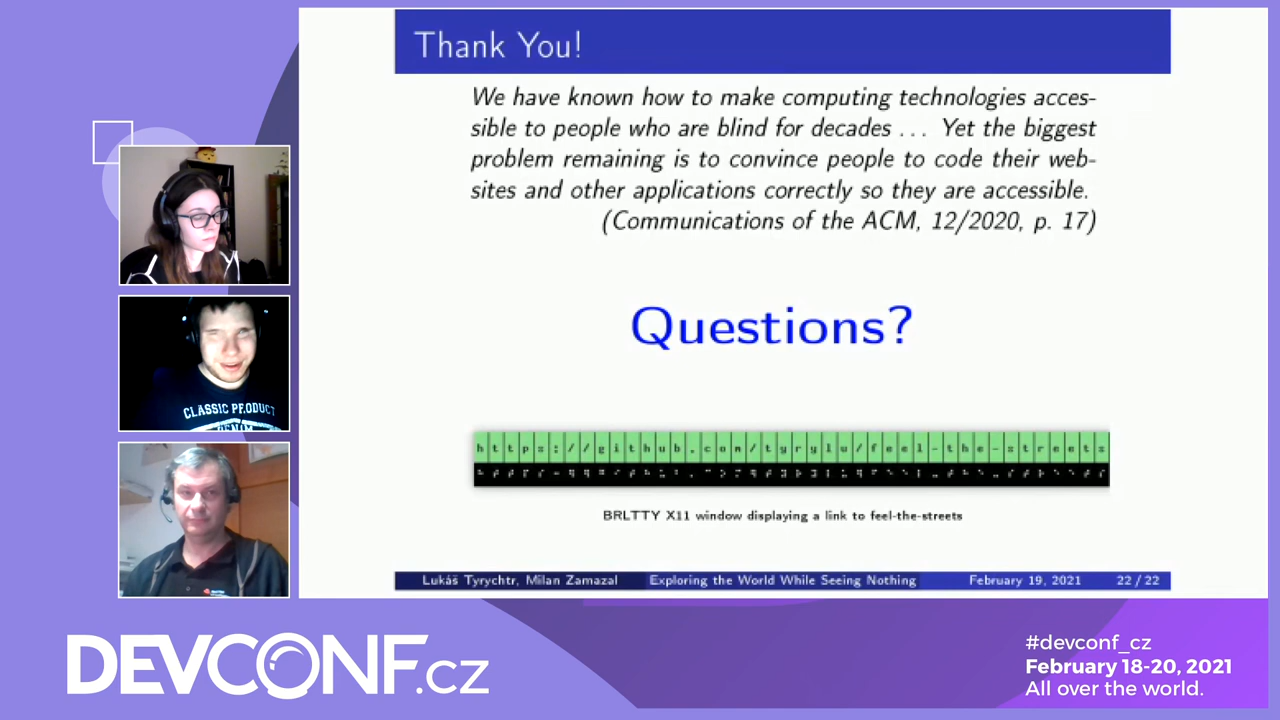 Thank You!
We have known how to make computing technologies acces-
sible to people who are blind for decades ... Yet the biggest
problem remaining is to convince people to code their web-
sites and other applications correctly so they are accessible.
(Communications of the ACM, 12/2020, p. 17)
Questions?
https://github.com/tyrylu/feel-the-streets
BRLTTY X11 window displaying a link to feel-the-streets
Lukáš Tyrychtr, Milan Zamazal Exploring the World While Seeing Nothing February 19, 2021 22 / 22
CLASSIC PRODUCT
DENIM
DEVCONF.cz
#devconf_cz
February 18-20, 2021
All over the world.